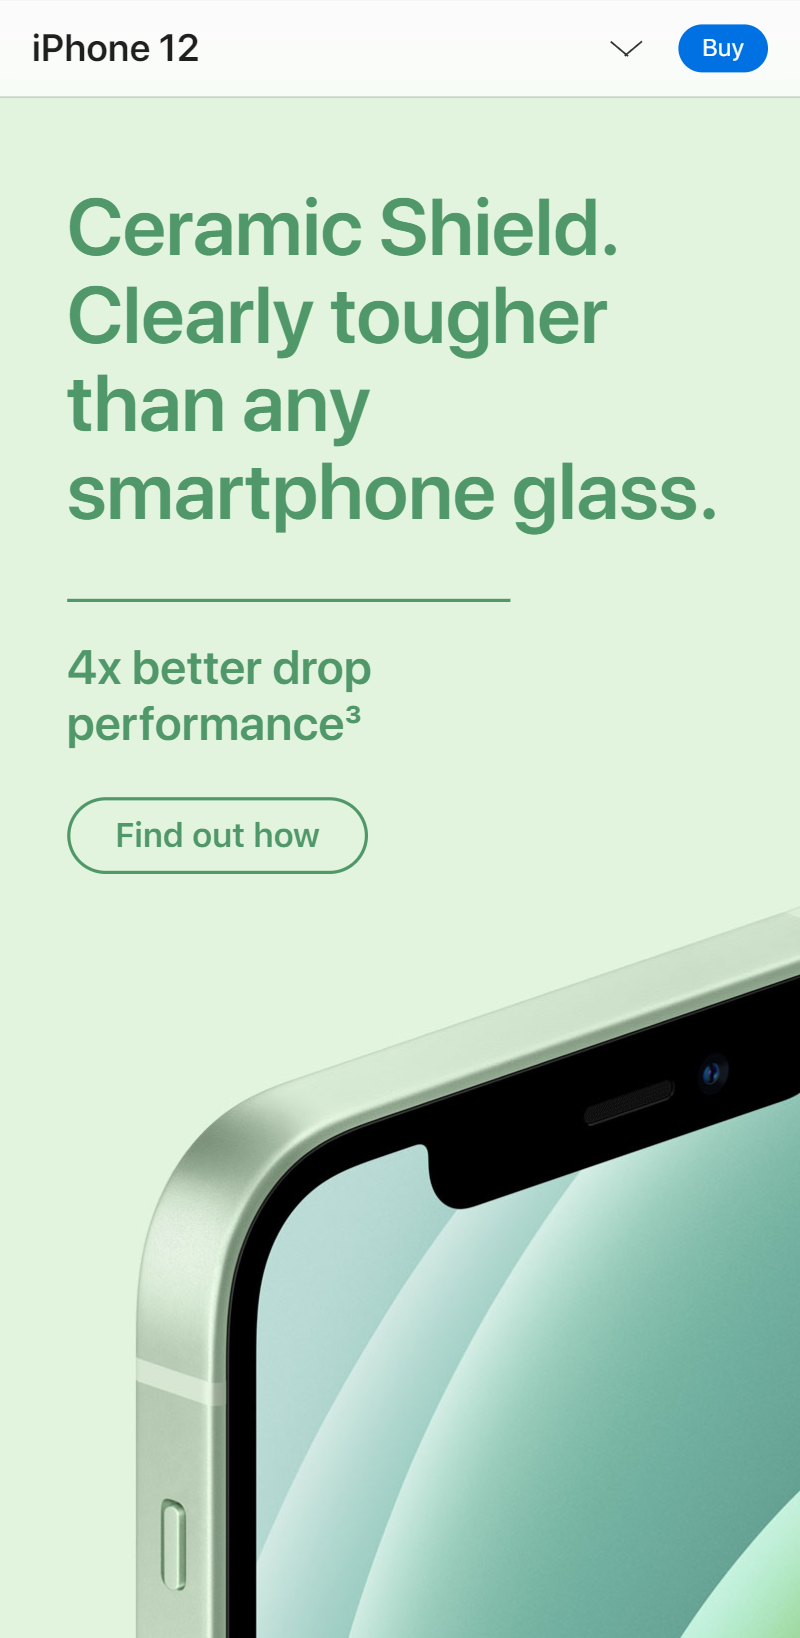 iPhone 12
Buy
Ceramic Shield.
Clearly tougher
than any
smartphone glass.
4x better drop
performance³
Find out how